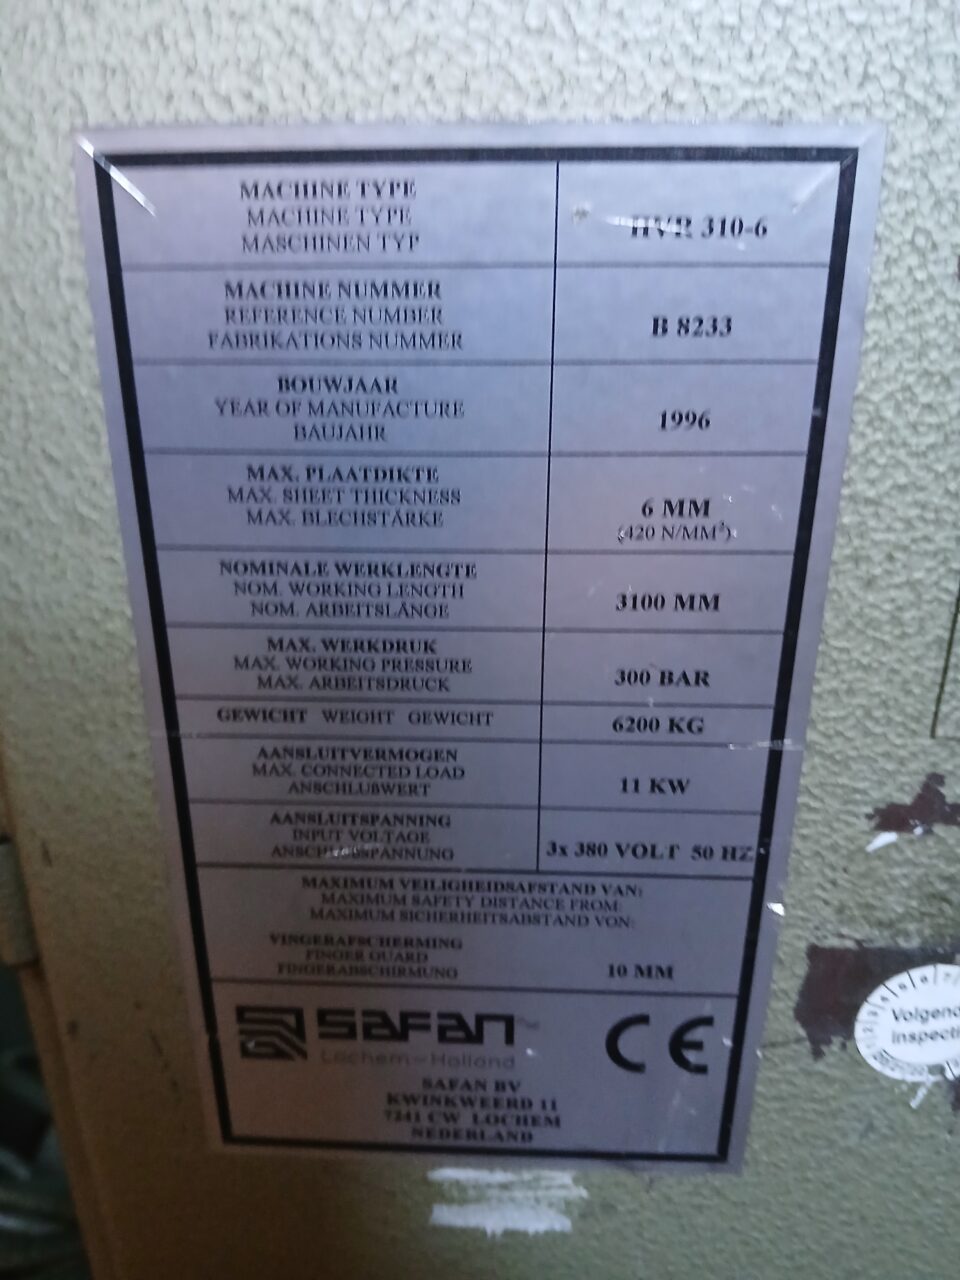 MACHINE TYPE
MACHINE TYPE
MASCHINEN TYP
HVR 310-6
MACHINE NUMMER
REFERENCE NUMBER
FABRIKATIONS NUMMER
B 8233
BOUWJAAR
YEAR OF MANUFACTURE
BAUJAHR
1996
MAX. PLAATDIKTE
MAX. SHEET THICKNESS
MAX. BLECHSTÄRKE
6 MM
(420 N/MM²)
NOMINALE WERKLENGTE
NOM. WORKING LENGTH
NOM. ARBEITSLÄNGE
3100 MM
MAX. WERKDRUK
MAX. WORKING PRESSURE
MAX. ARBEITSDRUCK
300 BAR
GEWICHT WEIGHT GEWICHT
6200 KG
AANSLUITVERMOGEN
MAX. CONNECTED LOAD
ANSCHLUßWERT
11 KW
AANSLUITSPANNING
INPUT VOLTAGE
ANSCHLUßSPANNUNG
3x 380 VOLT 50 HZ
MAXIMUM VEILIGHEIDSAFSTAND VAN:
MAXIMUM SAFETY DISTANCE FROM:
MAXIMUM SICHERHEITSABSTAND VON:
VINGERAFSCHERMING
FINGER GUARD
FINGERABSCHIRMUNG
10 MM
SAFAN
Lochem-Holland
CE
SAFAN BV
KWINKWEERD 11
7241 CW LOCHEM
NEDERLAND
Volgend
inspecti